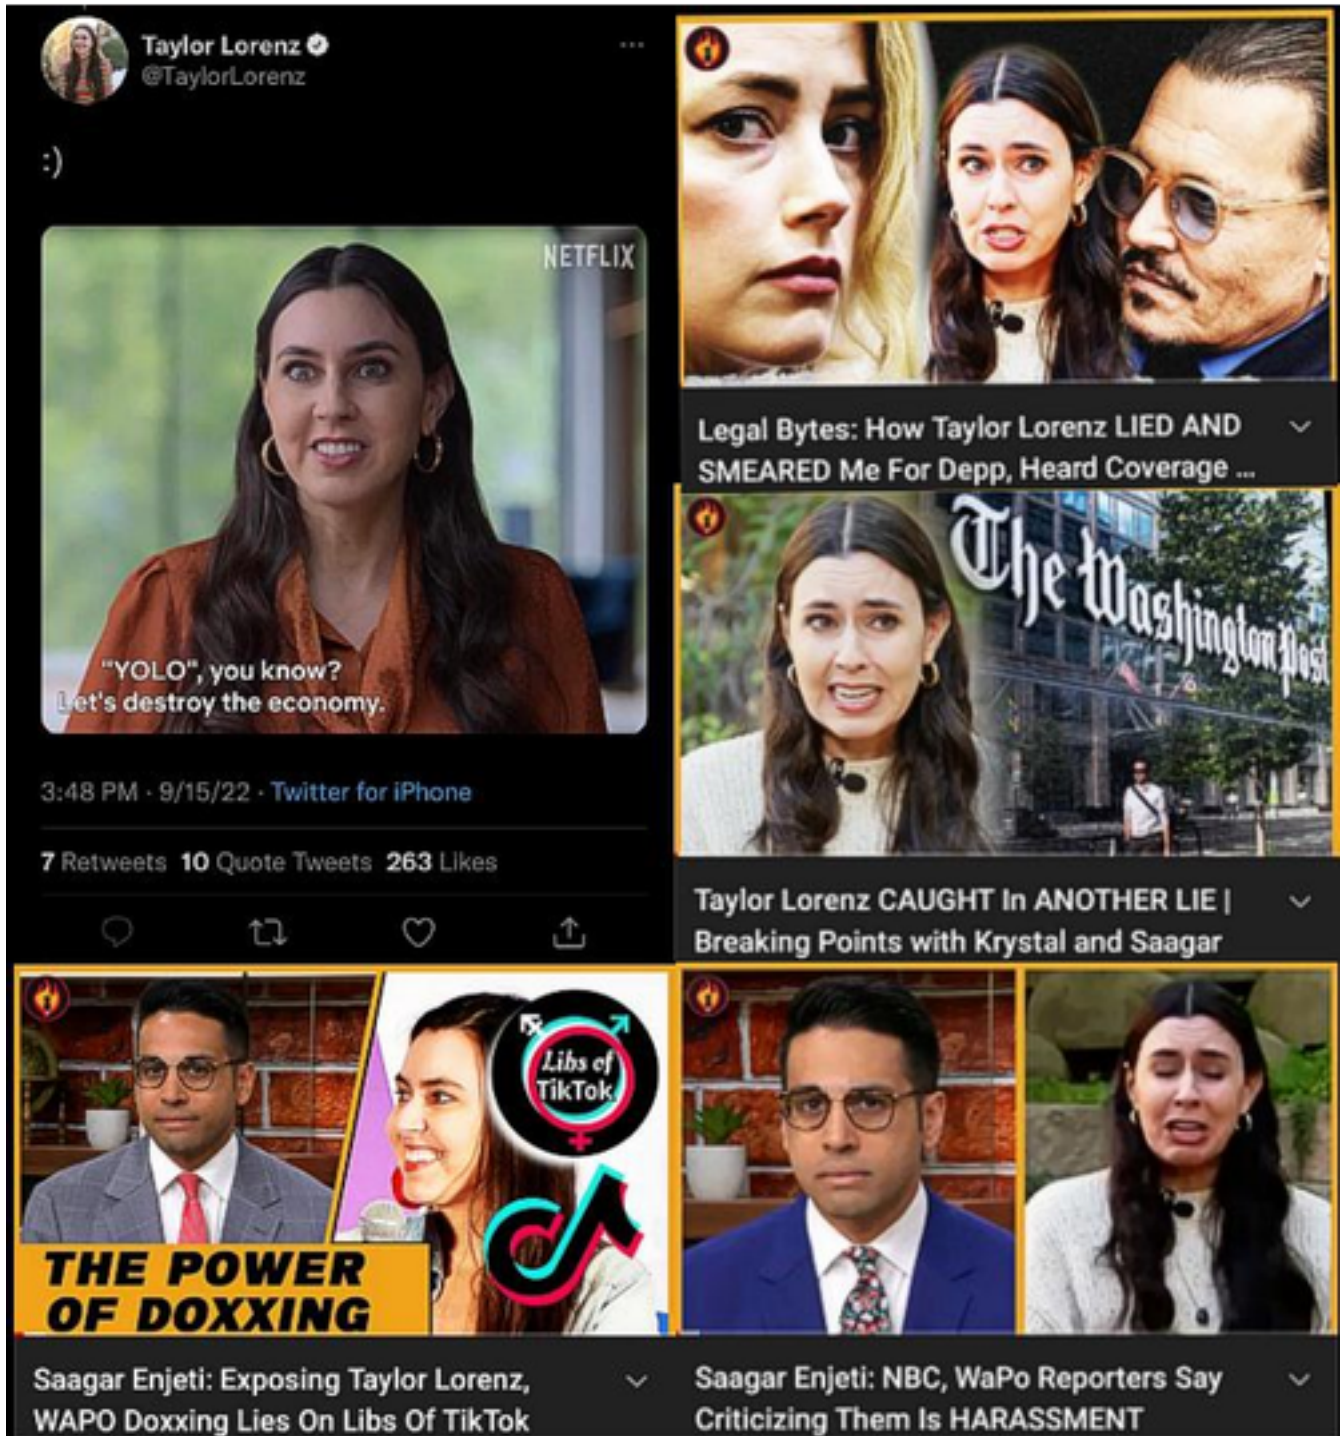 Taylor Lorenz
@TaylorLorenz
:)
NETFLIX
"YOLO", you know?
Let's destroy the economy.
3:48 PM · 9/15/22 · Twitter for iPhone
7 Retweets 10 Quote Tweets 263 Likes
Legal Bytes: How Taylor Lorenz LIED AND
SMEARED Me For Depp, Heard Coverage ...
The Washington Post
Taylor Lorenz CAUGHT In ANOTHER LIE |
Breaking Points with Krystal and Saagar
Libs of
TikTok
THE POWER
OF DOXXING
Saagar Enjeti: Exposing Taylor Lorenz,
WAPO Doxxing Lies On Libs Of TikTok
Saagar Enjeti: NBC, WaPo Reporters Say
Criticizing Them Is HARASSMENT